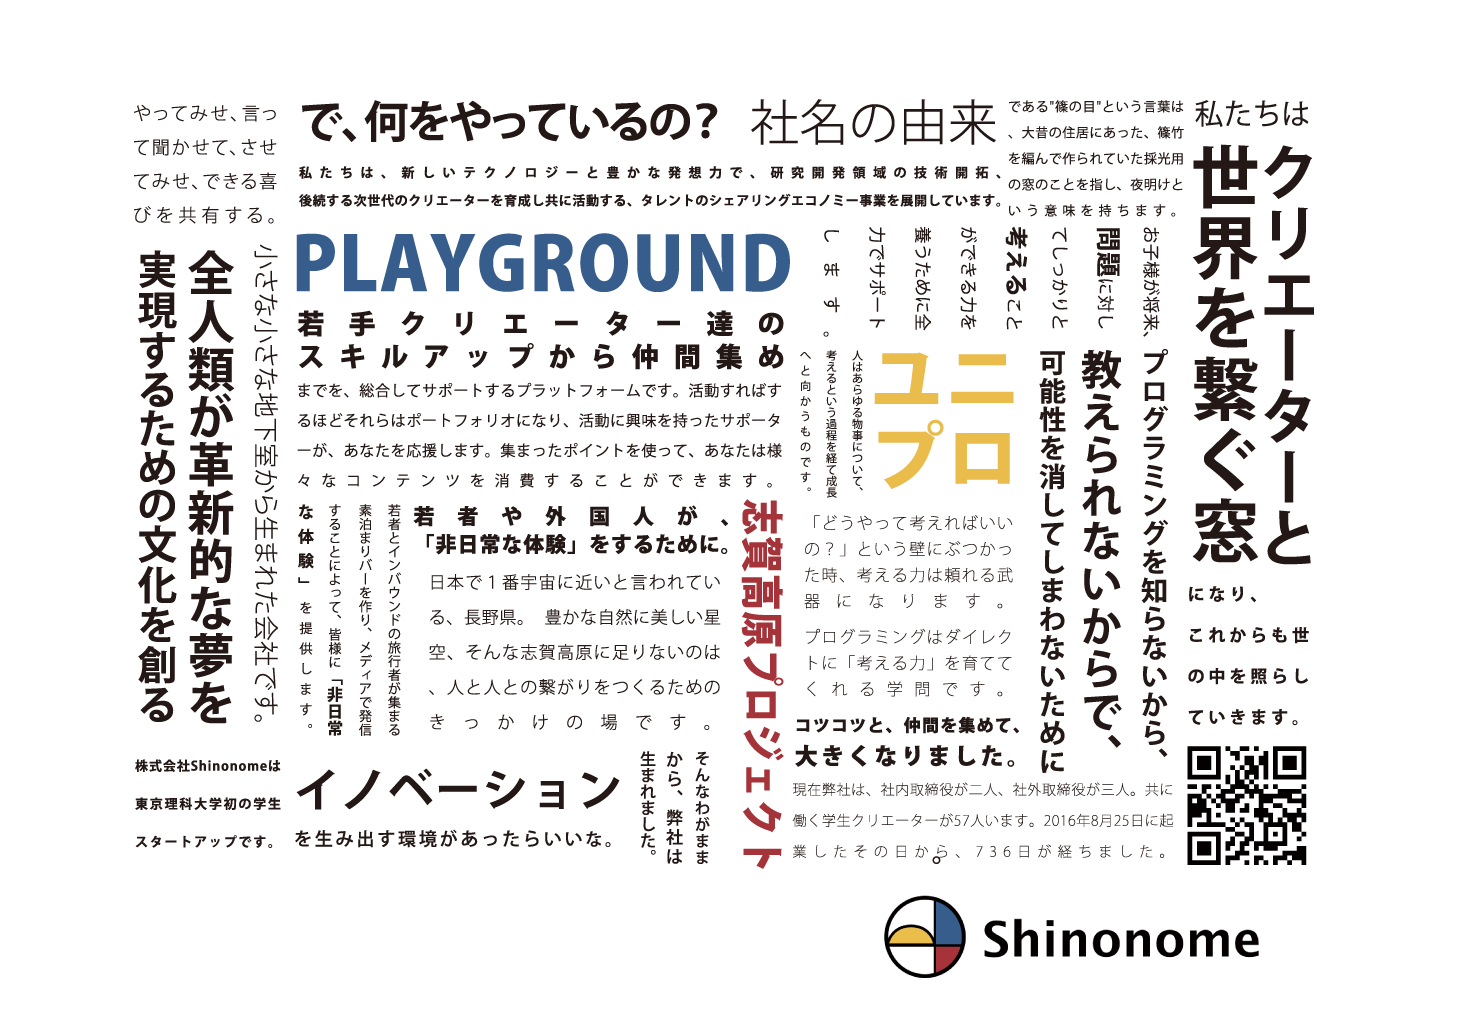 やってみせ、言っ
て聞かせて、させ
てみせ、できる喜
びを共有する。
で、何をやっているの？
社名の由来
である"篠の目"という言葉は
、大昔の住居にあった、篠竹
を編んで作られていた採光用
の窓のことを指し、夜明けと
いう意味を持ちます。
私たちは、新しいテクノロジーと豊かな発想力で、研究開発領域の技術開拓、
後続する次世代のクリエーターを育成し共に活動する、タレントのシェアリングエコノミー事業を展開しています。
私たちは
クリエーターと
世界を繋ぐ窓
になり、
これからも世
の中を照らし
ていきます。
小さな小さな地下室から生まれた会社です。
全人類が革新的な夢を
実現するための文化を創る
PLAYGROUND
若手クリエーター達の
スキルアップから仲間集め
までを、総合してサポートするプラットフォームです。活動すればす
るほどそれらはポートフォリオになり、活動に興味を持ったサポータ
ーが、あなたを応援します。集まったポイントを使って、あなたは様
々なコンテンツを消費することができます。
お子様が将来、
問題に対し
てしっかりと
考えること
ができる力を
養うために全
力でサポート
します。
ユニ
プロ
人はあらゆる物事について、
考えるという過程を経て成長
へと向かうものです。
プログラミングを知らないから、
教えられないからで、
可能性を消してしまわないために
「どうやって考えればいい
の？」という壁にぶつかっ
た時、考える力は頼れる武
器になります。
プログラミングはダイレク
トに「考える力」を育てて
くれる学問です。
志賀高原プロジェクト
若者や外国人が、
「非日常な体験」をするために。
日本で１番宇宙に近いと言われてい
る、長野県。 豊かな自然に美しい星
空、そんな志賀高原に足りないのは
、人と人との繋がりをつくるための
きっかけの場です。
若者とインバウンドの旅行者が集まる
素泊まりバーを作り、メディアで発信
することによって、皆様に「非日常
な体験」を提供します。
株式会社Shinonomeは
東京理科大学初の学生
スタートアップです。
イノベーション
を生み出す環境があったらいいな。
そんなわがまま
から、弊社は
生まれました。
コツコツと、仲間を集めて、
大きくなりました。
現在弊社は、社内取締役が二人、社外取締役が三人。共に
働く学生クリエーターが57人います。2016年8月25日に起
業したその日から、736日が経ちました。
Shinonome